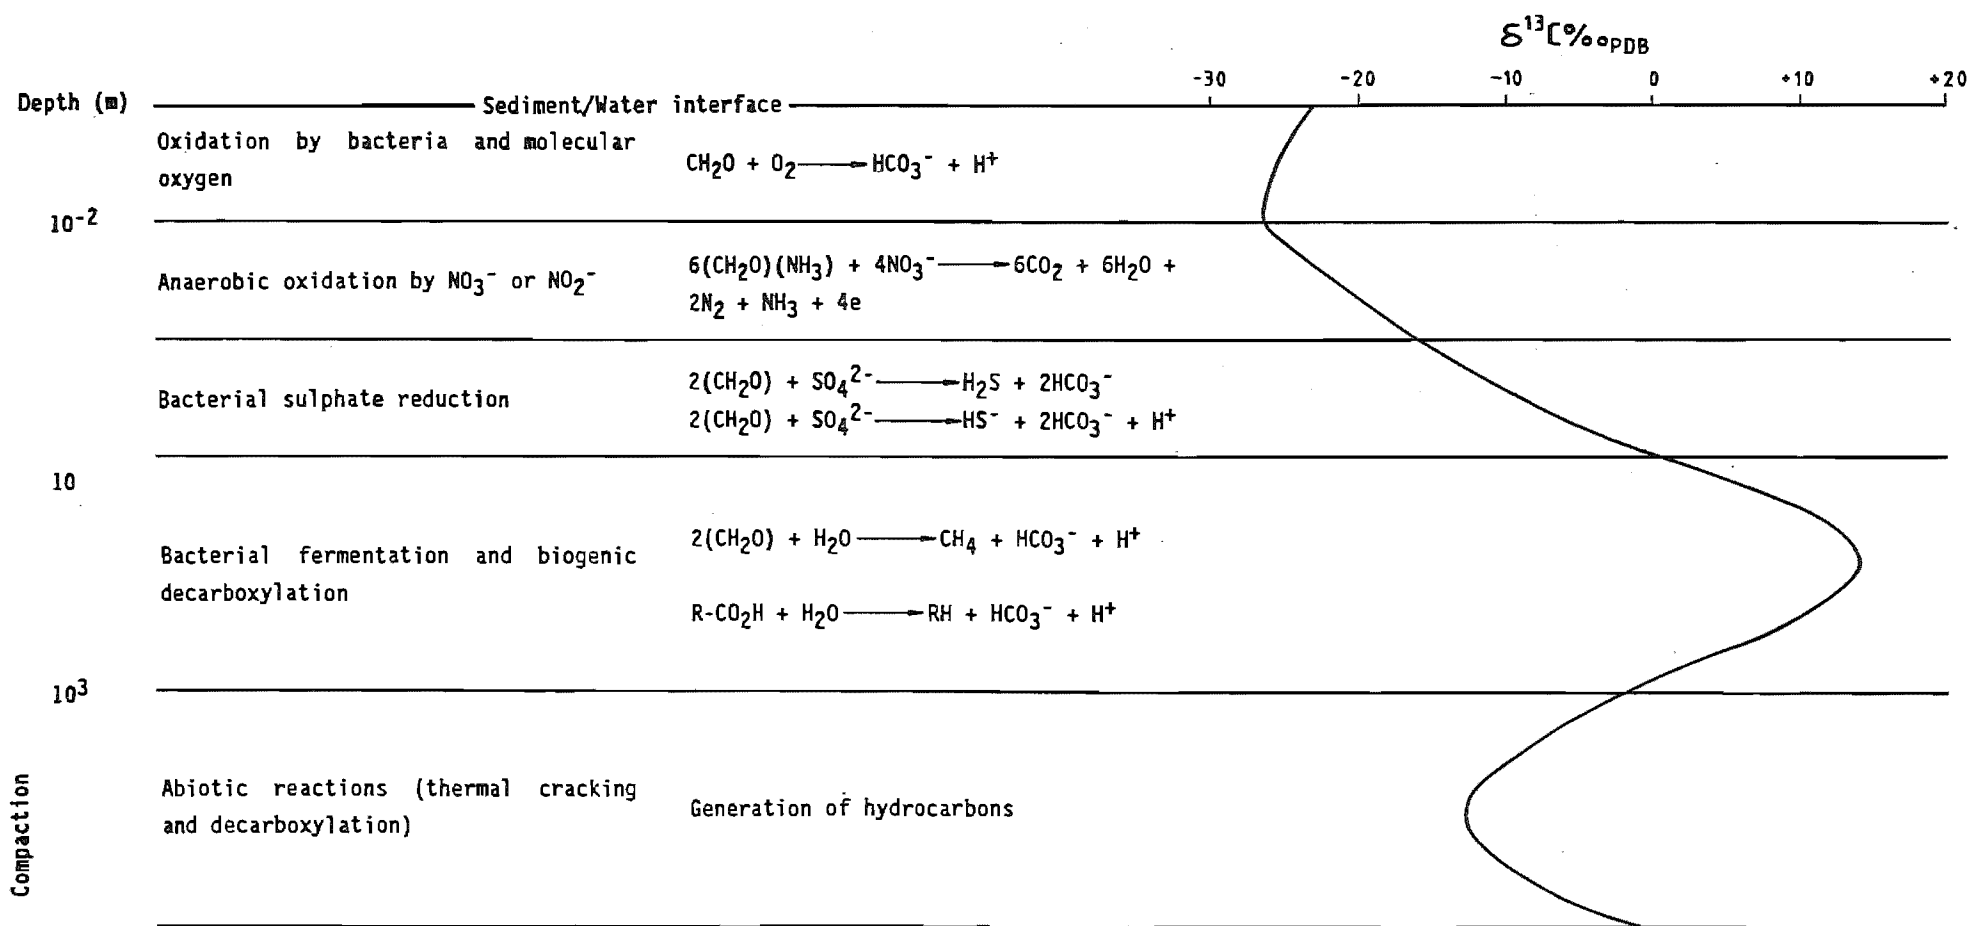 δ¹³C‰PDB
-30 -20 -10 0 +10 +20
Depth (m) Sediment/Water interface
Oxidation by bacteria and molecular
oxygen
CH₂O + O₂ → HCO₃⁻ + H⁺
10⁻²
Anaerobic oxidation by NO₃⁻ or NO₂⁻
6(CH₂O)(NH₃) + 4NO₃⁻ → 6CO₂ + 6H₂O +
2N₂ + NH₃ + 4e
Bacterial sulphate reduction
2(CH₂O) + SO₄²⁻ → H₂S + 2HCO₃⁻
2(CH₂O) + SO₄²⁻ → HS⁻ + 2HCO₃⁻ + H⁺
10
Bacterial fermentation and biogenic
decarboxylation
2(CH₂O) + H₂O → CH₄ + HCO₃⁻ + H⁺
R-CO₂H + H₂O → RH + HCO₃⁻ + H⁺
10³
Compaction
Abiotic reactions (thermal cracking
and decarboxylation)
Generation of hydrocarbons